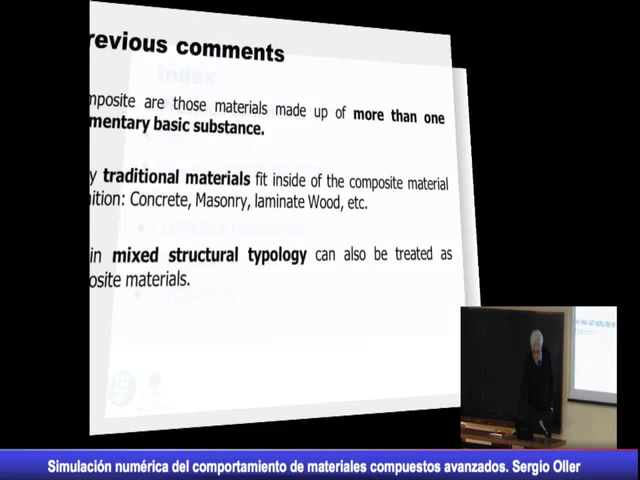 revious comments
Index
mposite are those materials made up of more than one
mentary basic substance.
y traditional materials fit inside of the composite material
nition: Concrete, Masonry, laminate Wood, etc.
in mixed structural typology can also be treated as
osite materials.
Simulación numérica del comportamiento de materiales compuestos avanzados. Sergio Oller